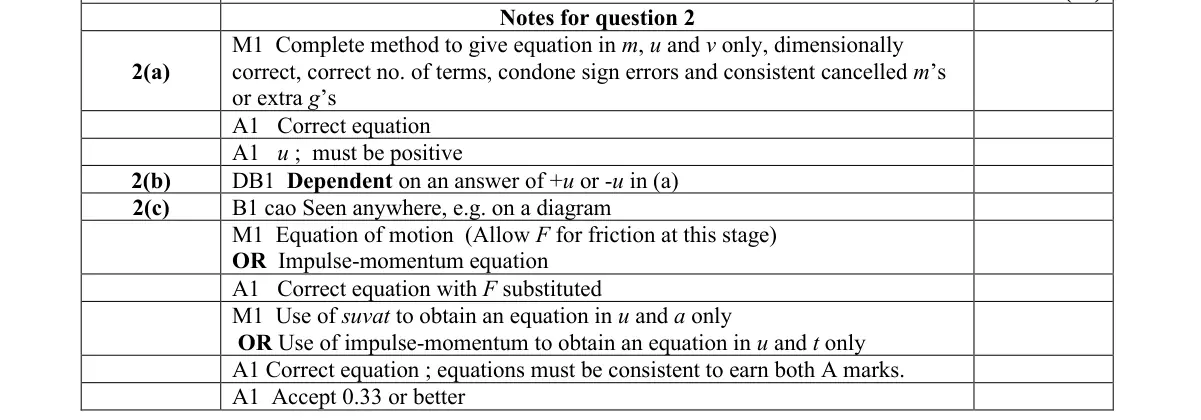 Notes for question 2
2(a)
M1 Complete method to give equation in m, u and v only, dimensionally
correct, correct no. of terms, condone sign errors and consistent cancelled m's
or extra g's
A1 Correct equation
A1 u ; must be positive
2(b)
DB1 Dependent on an answer of +u or -u in (a)
2(c)
B1 cao Seen anywhere, e.g. on a diagram
M1 Equation of motion (Allow F for friction at this stage)
OR Impulse-momentum equation
A1 Correct equation with F substituted
M1 Use of suvat to obtain an equation in u and a only
OR Use of impulse-momentum to obtain an equation in u and t only
A1 Correct equation ; equations must be consistent to earn both A marks.
A1 Accept 0.33 or better